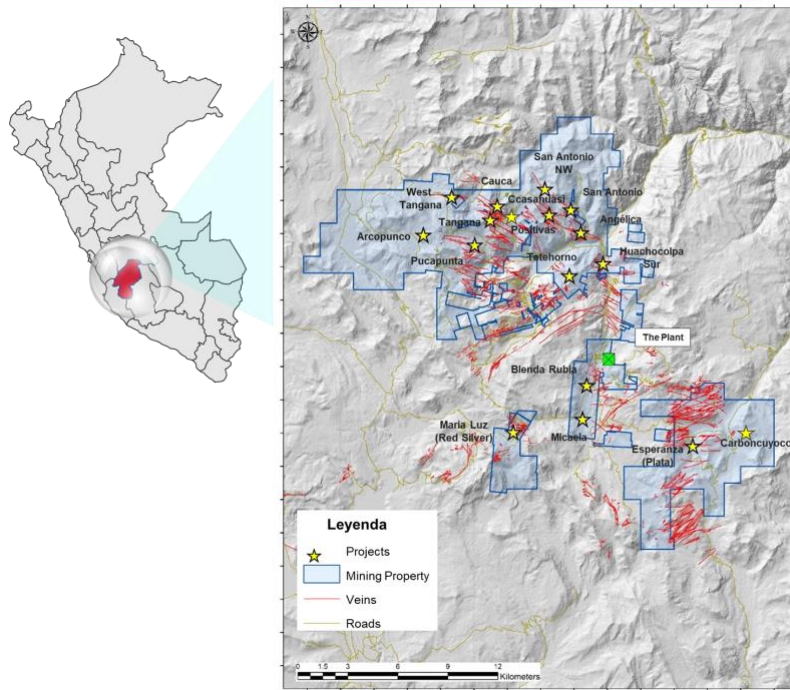 San Antonio
NW
Cauca
West
Tangana
Ccasahuasi
San Antonio
Tangana
Positivas
Angélica
Arcopunco
Pucapunta
Tetehorno
Huachocolpa
Sur
The Plant
Blenda Rubia
Maria Luz
(Red Silver)
Micaela
Esperanza
(Plata)
Carboncuyoc
Leyenda
Projects
Mining Property
Veins
Roads
0 1.5 3 6 9 12
Kilometers